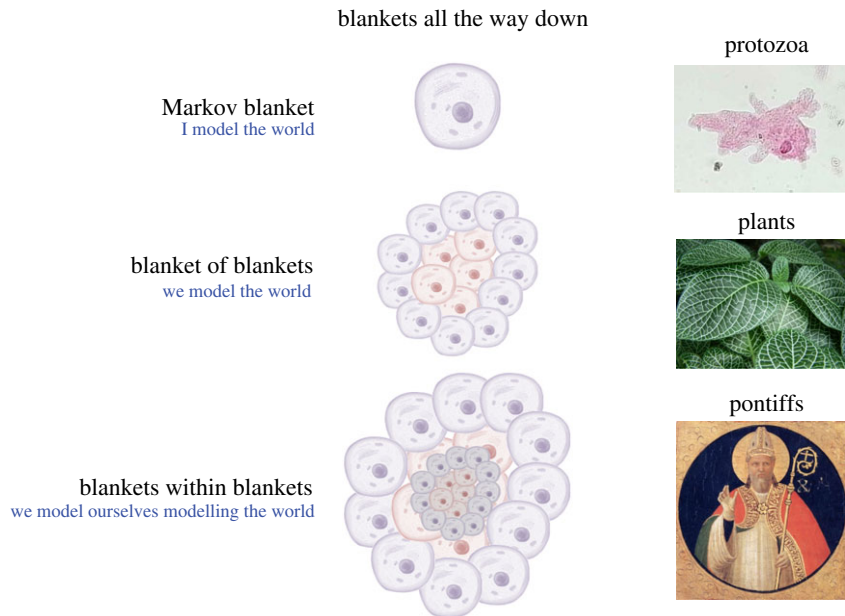 blankets all the way down
Markov blanket
I model the world
protozoa
blanket of blankets
we model the world
plants
blankets within blankets
we model ourselves modelling the world
pontiffs